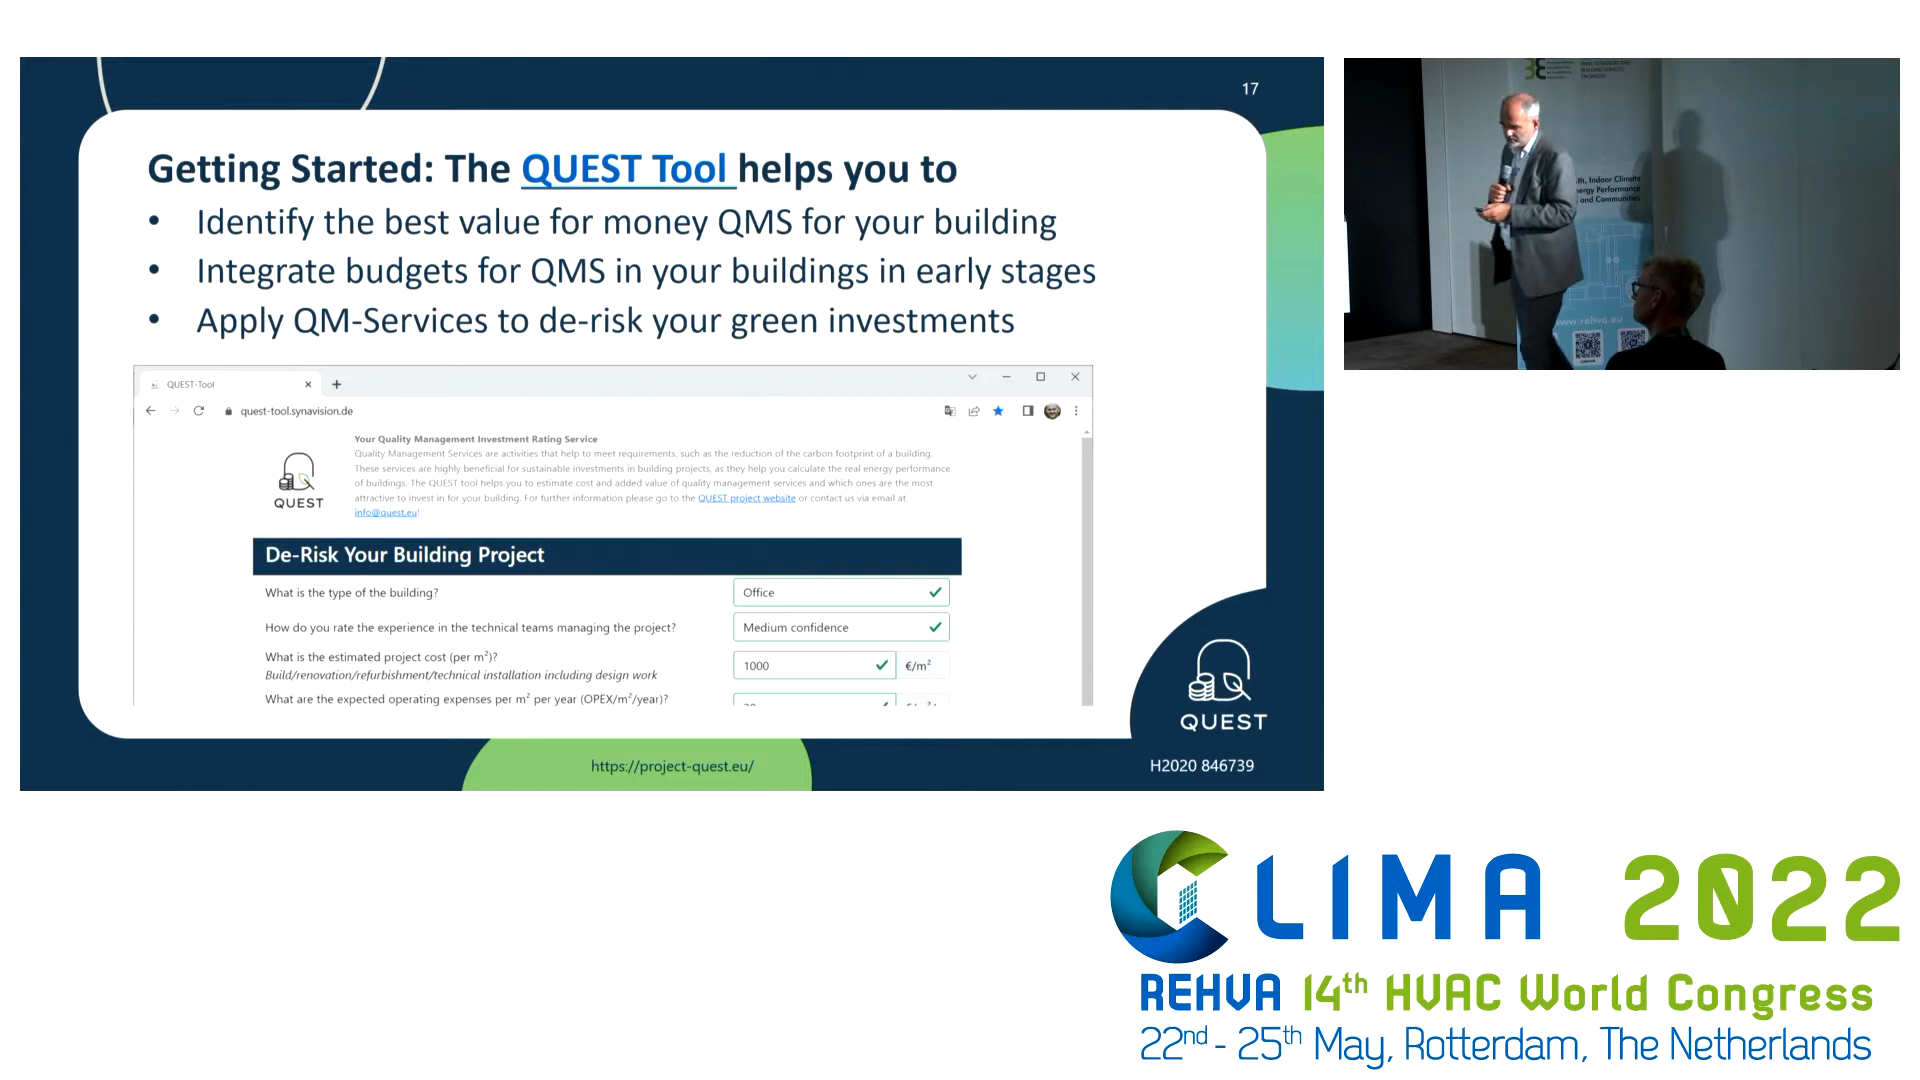 17
Getting Started: The QUEST Tool helps you to
• Identify the best value for money QMS for your building
• Integrate budgets for QMS in your buildings in early stages
• Apply QM-Services to de-risk your green investments
QUEST-Tool
quest-tool.synavision.de
Your Quality Management Investment Rating Service
Quality Management Services are activities that help to meet requirements, such as the reduction of the carbon footprint of a building.
These services are highly beneficial for sustainable investments in building projects, as they help you calculate the real energy performance
of buildings. The QUEST tool helps you to estimate cost and added value of quality management services and which ones are the most
attractive to invest in for your building. For further information please go to the QUEST project website or contact us via email at
info@quest.eu!
QUEST
De-Risk Your Building Project
What is the type of the building? Office
How do you rate the experience in the technical teams managing the project? Medium confidence
What is the estimated project cost (per m²)? 1000 €/m²
Build/renovation/refurbishment/technical installation including design work
What are the expected operating expenses per m² per year (OPEX/m²/year)?
QUEST
https://project-quest.eu/
H2020 846739
Indoor Climate
Performance
and Communities
www.rehva.eu
CLIMA 2022
REHVA 14th HVAC World Congress
22nd - 25th May, Rotterdam, The Netherlands